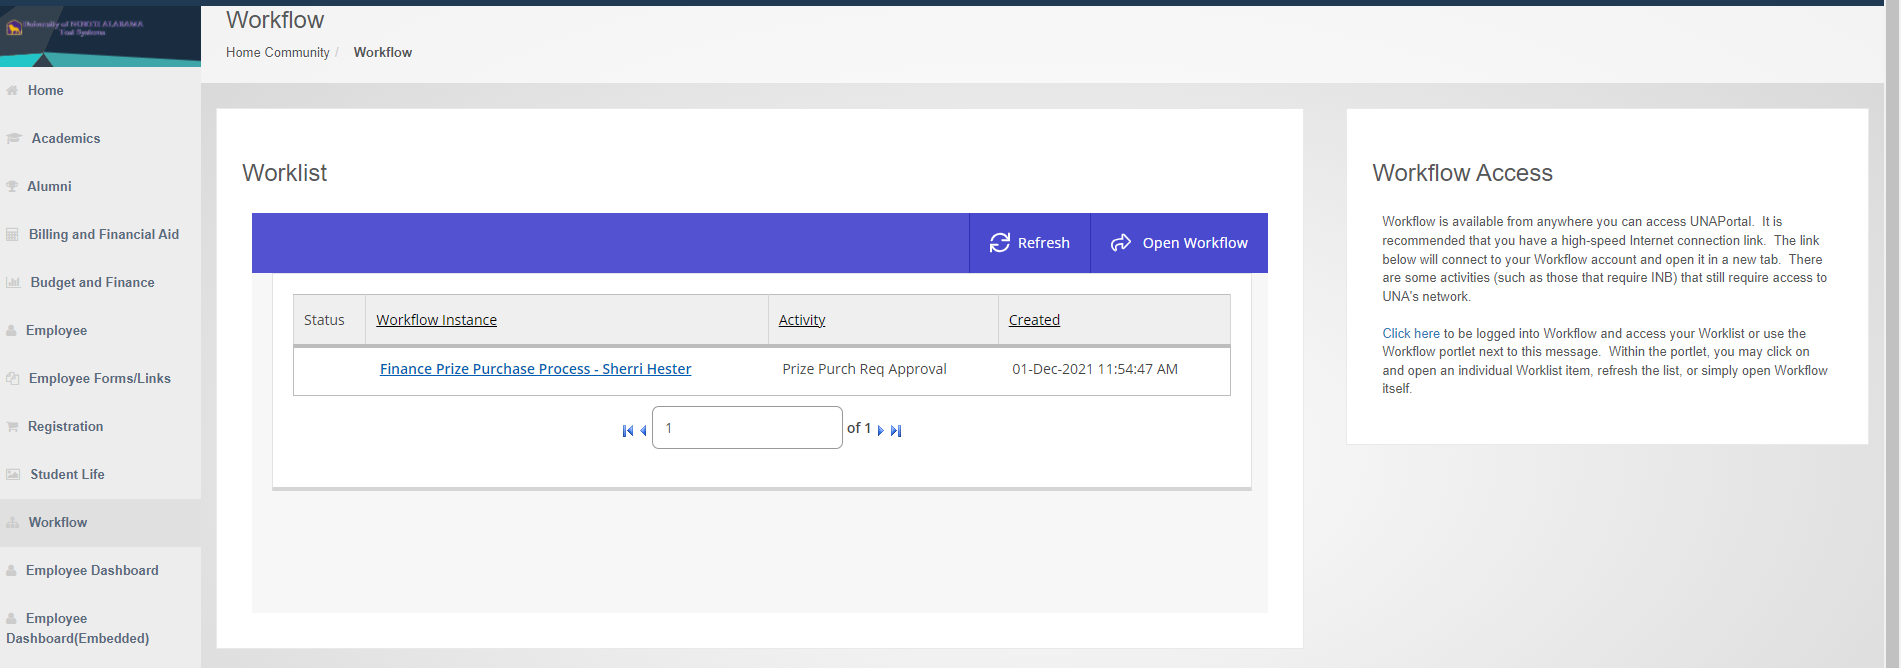 University of NORTH ALABAMA
Test Systems
Workflow
Home Community / Workflow
Home
Academics
Alumni
Billing and Financial Aid
Budget and Finance
Employee
Employee Forms/Links
Registration
Student Life
Workflow
Employee Dashboard
Employee
Dashboard(Embedded)
Worklist
Refresh
Open Workflow
Status Workflow Instance Activity Created
Finance Prize Purchase Process - Sherri Hester Prize Purch Req Approval 01-Dec-2021 11:54:47 AM
1 of 1
Workflow Access
Workflow is available from anywhere you can access UNAPortal. It is
recommended that you have a high-speed Internet connection link. The link
below will connect to your Workflow account and open it in a new tab. There
are some activities (such as those that require INB) that still require access to
UNA's network.
Click here to be logged into Workflow and access your Worklist or use the
Workflow portlet next to this message. Within the portlet, you may click on
and open an individual Worklist item, refresh the list, or simply open Workflow
itself.